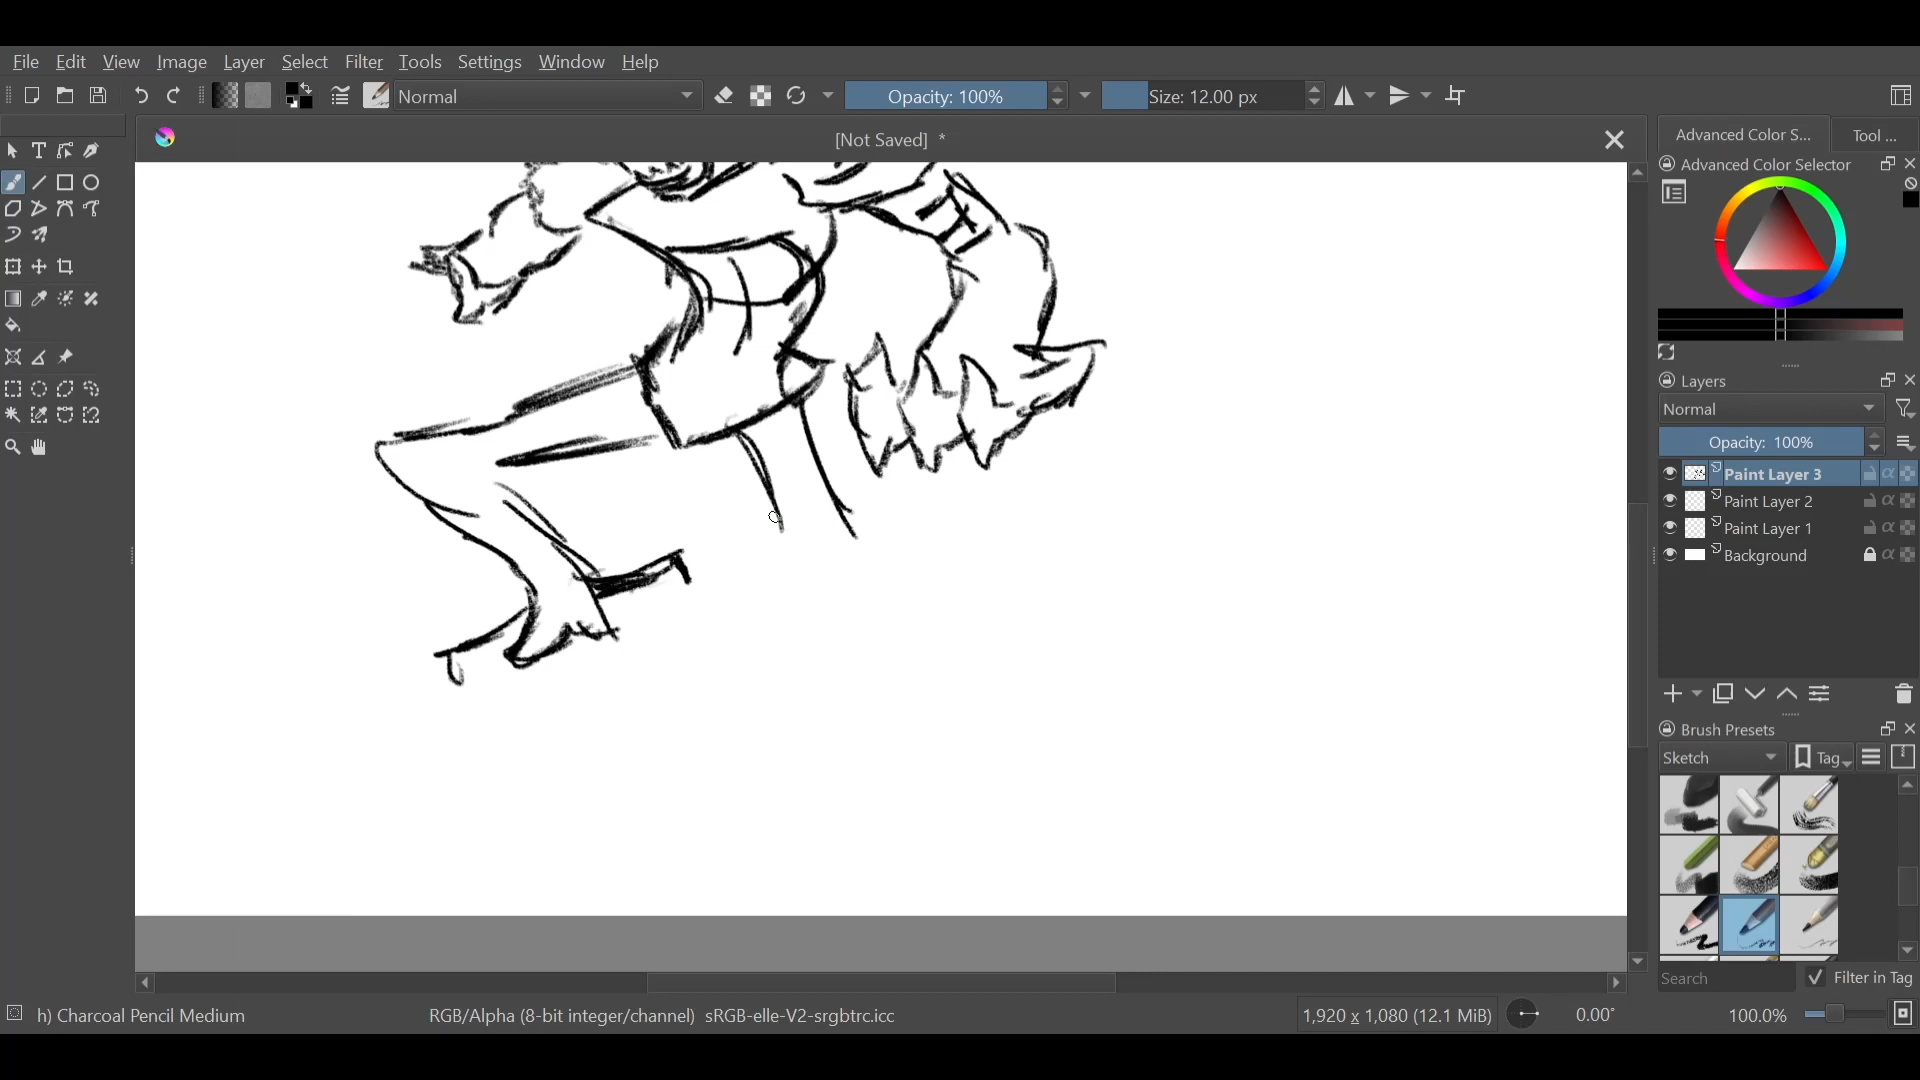 File Edit View Image Layer Select Filter Tools Settings Window Help
Normal Opacity: 100% Size: 12.00 px
[Not Saved] *
Advanced Color S... Tool ...
Advanced Color Selector
Layers
Normal
Opacity: 100%
Paint Layer 3
Paint Layer 2
Paint Layer 1
Background
Brush Presets
Sketch Tag
Search Filter in Tag
h) Charcoal Pencil Medium RGB/Alpha (8-bit integer/channel) sRGB-elle-V2-srgbtrc.icc 1,920 x 1,080 (12.1 MiB) 0.00° 100.0%